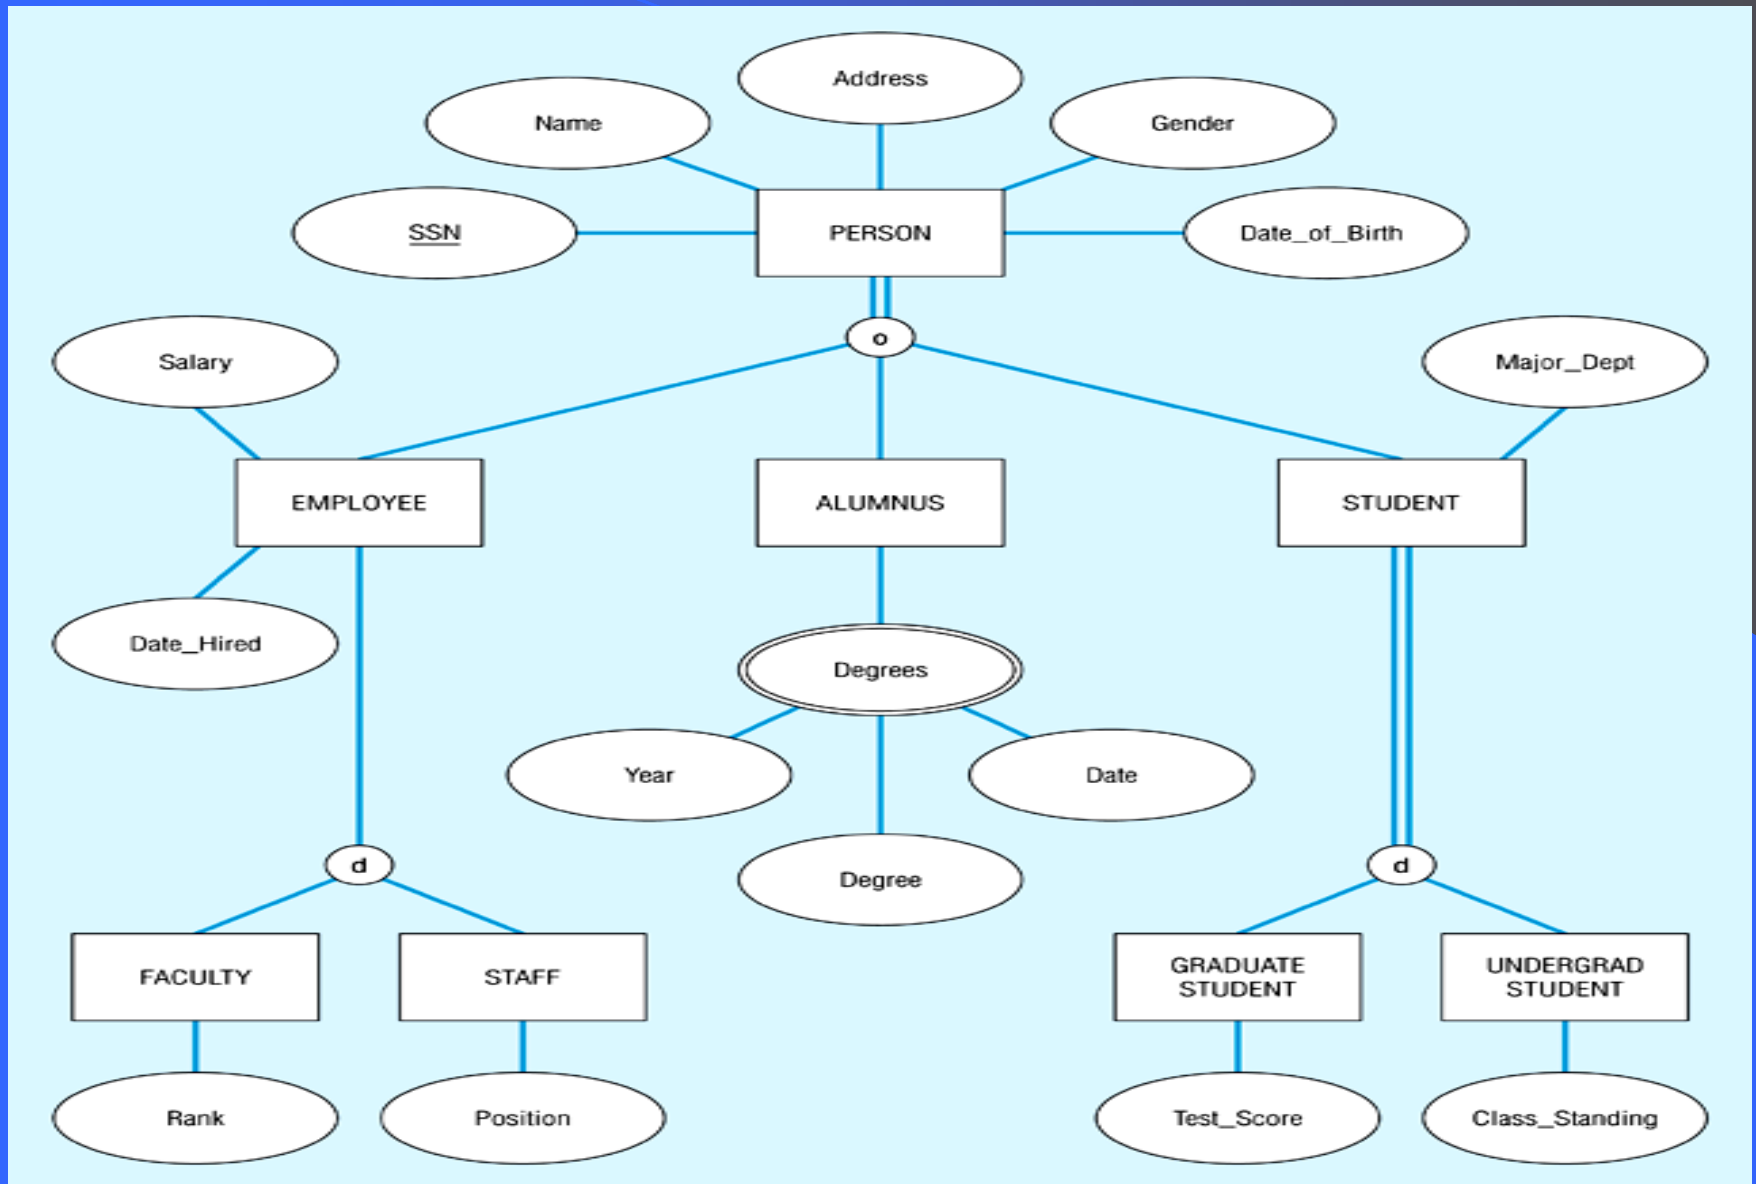 Address
Name
Gender
SSN
PERSON
Date_of_Birth
o
Salary
Major_Dept
EMPLOYEE
ALUMNUS
STUDENT
Date_Hired
Degrees
Year
Date
d
Degree
d
FACULTY
STAFF
GRADUATE
STUDENT
UNDERGRAD
STUDENT
Rank
Position
Test_Score
Class_Standing